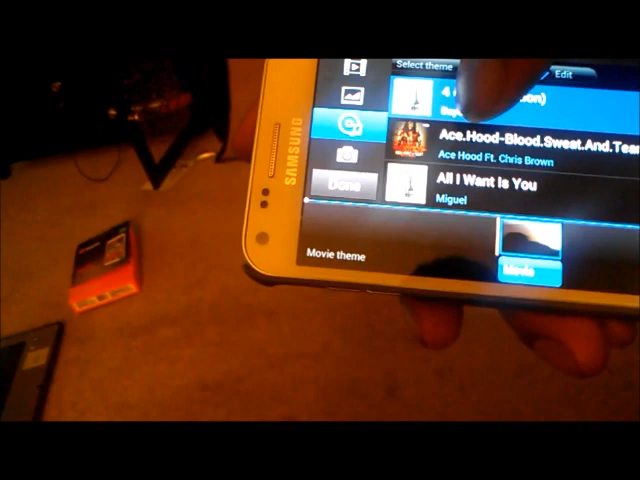 SAMSUNG
Select theme
Edit
4
Ace.Hood-Blood.Sweat.And.Tear
Ace Hood Ft. Chris Brown
All I Want Is You
Miguel
Done
Movie theme
Movie